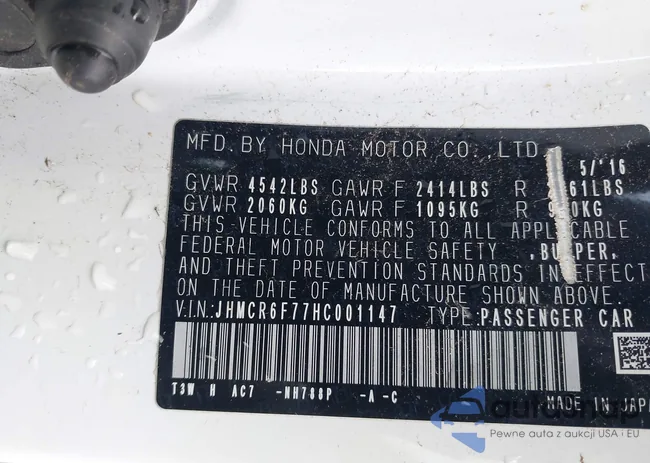 MFD. BY HONDA MOTOR CO.,LTD. 5/'16
GVWR 4542LBS GAWR F 2414LBS R
GVWR 2060KG GAWR F 1095KG R
THIS VEHICLE CONFORMS TO ALL APPLICABLE
FEDERAL MOTOR VEHICLE SAFETY ,BUMPER,
AND THEFT PREVENTION STANDARDS IN EFFECT
ON THE DATE OF MANUFACTURE SHOWN ABOVE.
V.I.N.:JHMCR6F77HC001147 TYPE:PASSENGER CAR
T3W H AC7 -NH788P -A -C
MADE IN JAPA
Pewne auta z aukcji USA i EU